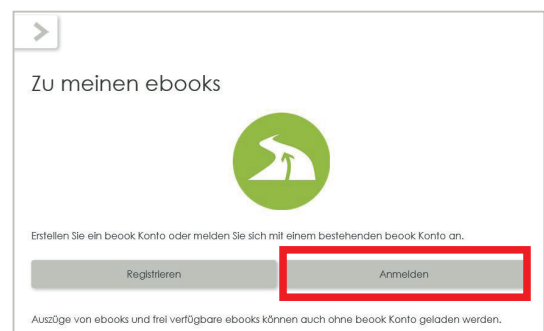 Zu meinen ebooks
Erstellen Sie ein beook Konto oder melden Sie sich mit einem bestehenden beook Konto an.
Registrieren
Anmelden
Auszüge von ebooks und frei verfügbare ebooks können auch ohne beook Konto geladen werden.